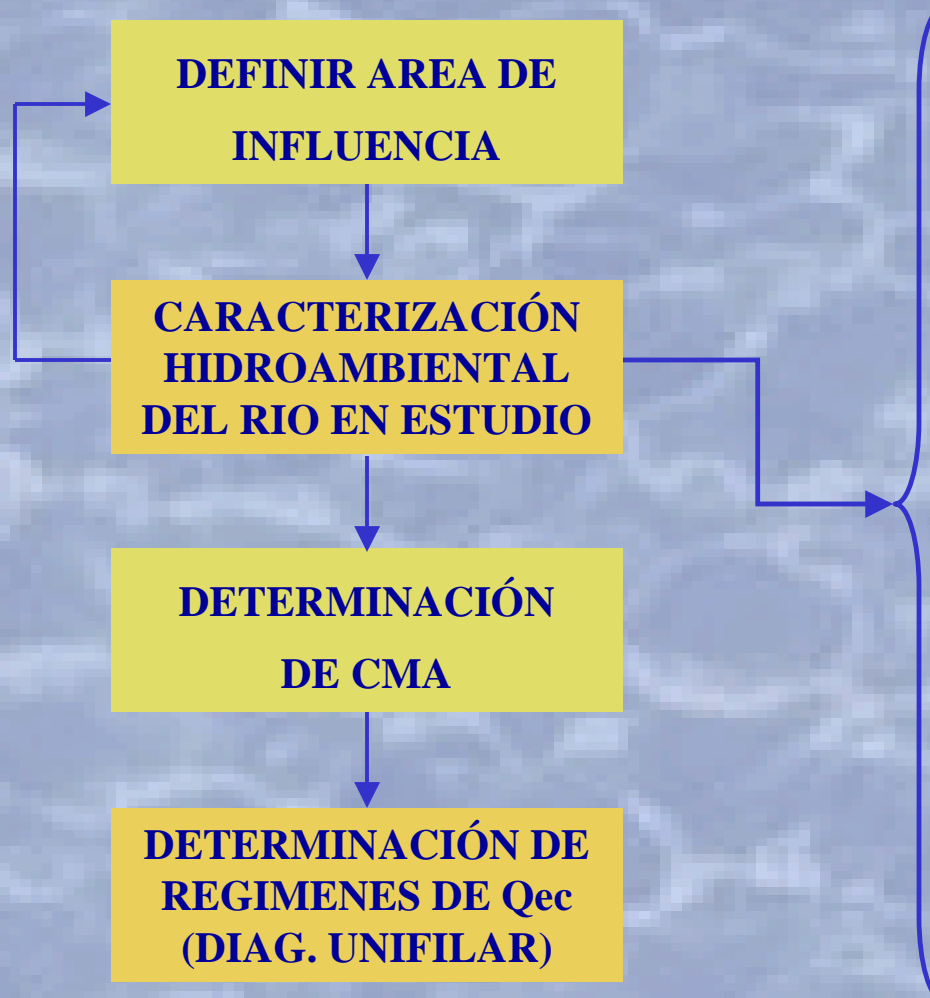 DEFINIR AREA DE
INFLUENCIA
CARACTERIZACIÓN
HIDROAMBIENTAL
DEL RIO EN ESTUDIO
DETERMINACIÓN
DE CMA
DETERMINACIÓN DE
REGIMENES DE Qec
(DIAG. UNIFILAR)